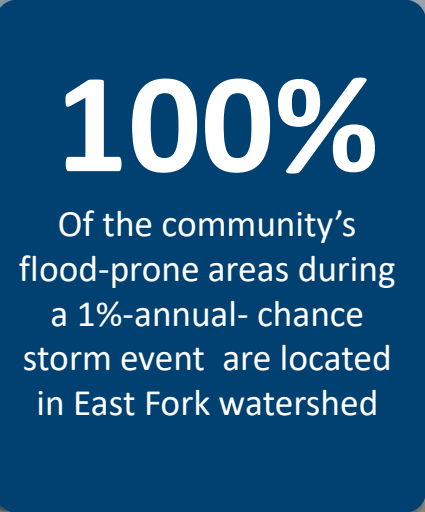 100%
Of the community’s
flood-prone areas during
a 1%-annual- chance
storm event  are located
in East Fork watershed